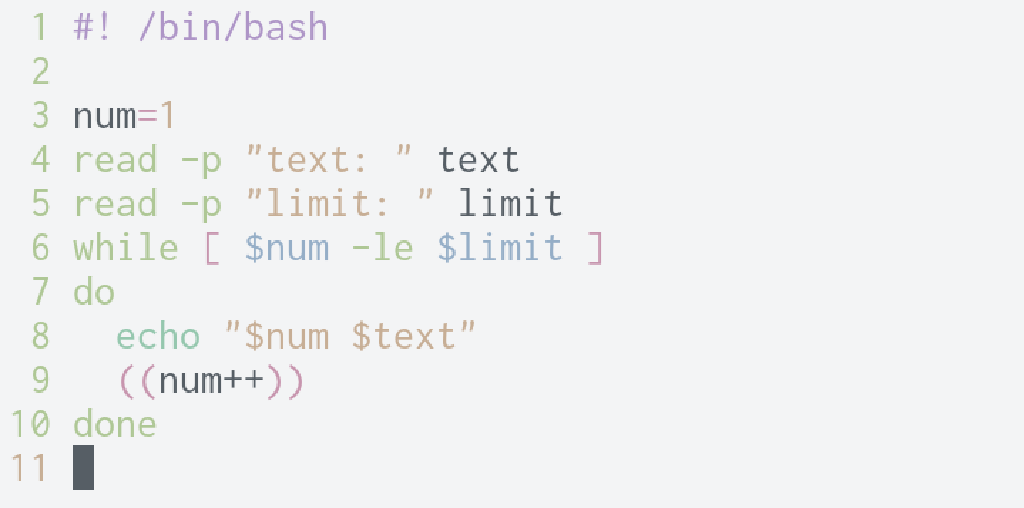 1 #! /bin/bash
2
3 num=1
4 read -p "text: " text
5 read -p "limit: " limit
6 while [ $num -le $limit ]
7 do
8   echo "$num $text"
9   ((num++))
10 done
11